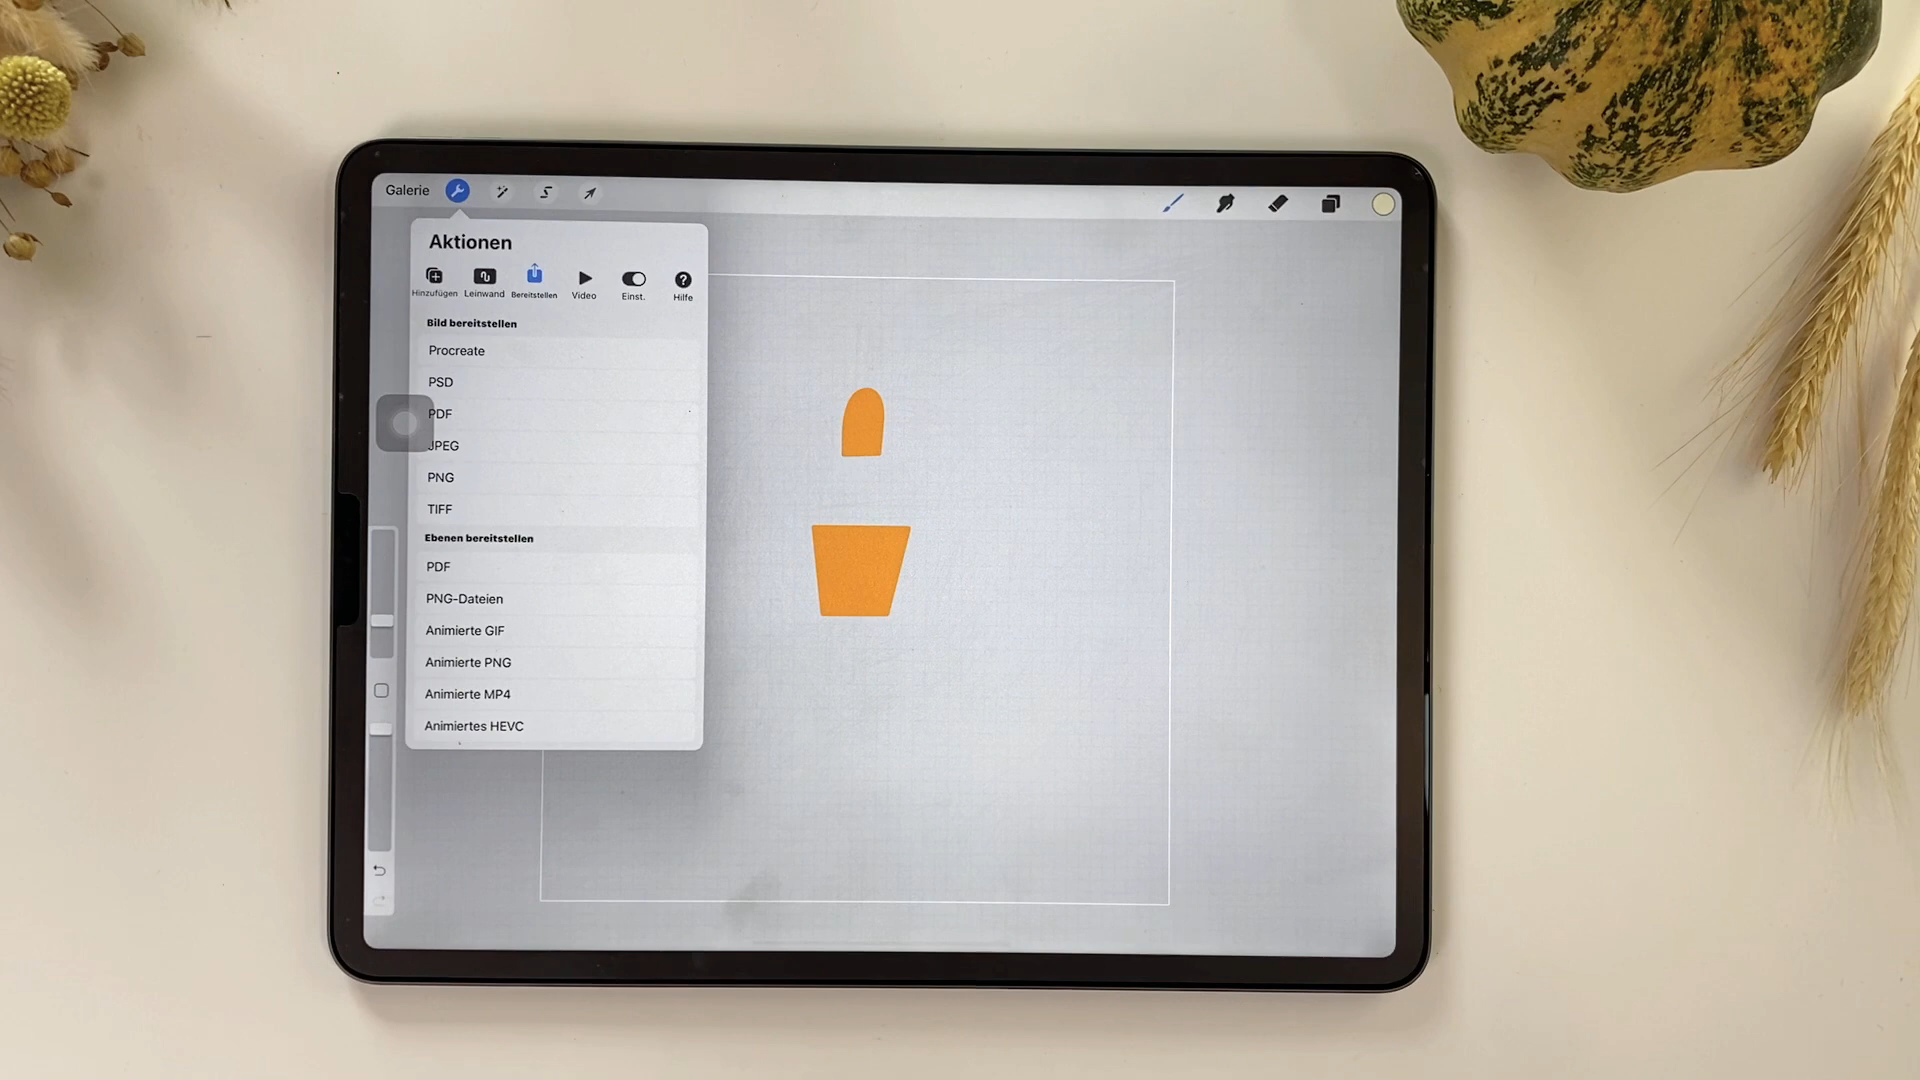 Galerie
Aktionen
Hinzufügen Leinwand Bereitstellen Video Einst. Hilfe
Bild bereitstellen
Procreate
PSD
PDF
JPEG
PNG
TIFF
Ebenen bereitstellen
PDF
PNG-Dateien
Animierte GIF
Animierte PNG
Animierte MP4
Animiertes HEVC